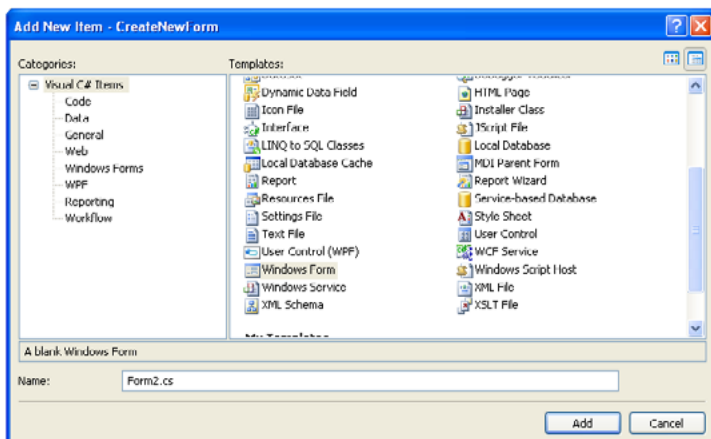 Add New Item - CreateNewForm
Categories:
Templates:
Visual C# Items
Code
Data
General
Web
Windows Forms
WPF
Reporting
Workflow
Dynamic Data Field
HTML Page
Icon File
Installer Class
Interface
JScript File
LINQ to SQL Classes
Local Database
Local Database Cache
MDI Parent Form
Report
Report Wizard
Resources File
Service-based Database
Settings File
Style Sheet
Text File
User Control
User Control (WPF)
WCF Service
Windows Form
Windows Script Host
Windows Service
XML File
XML Schema
XSLT File
My Templates
A blank Windows Form
Name:
Form2.cs
Add
Cancel